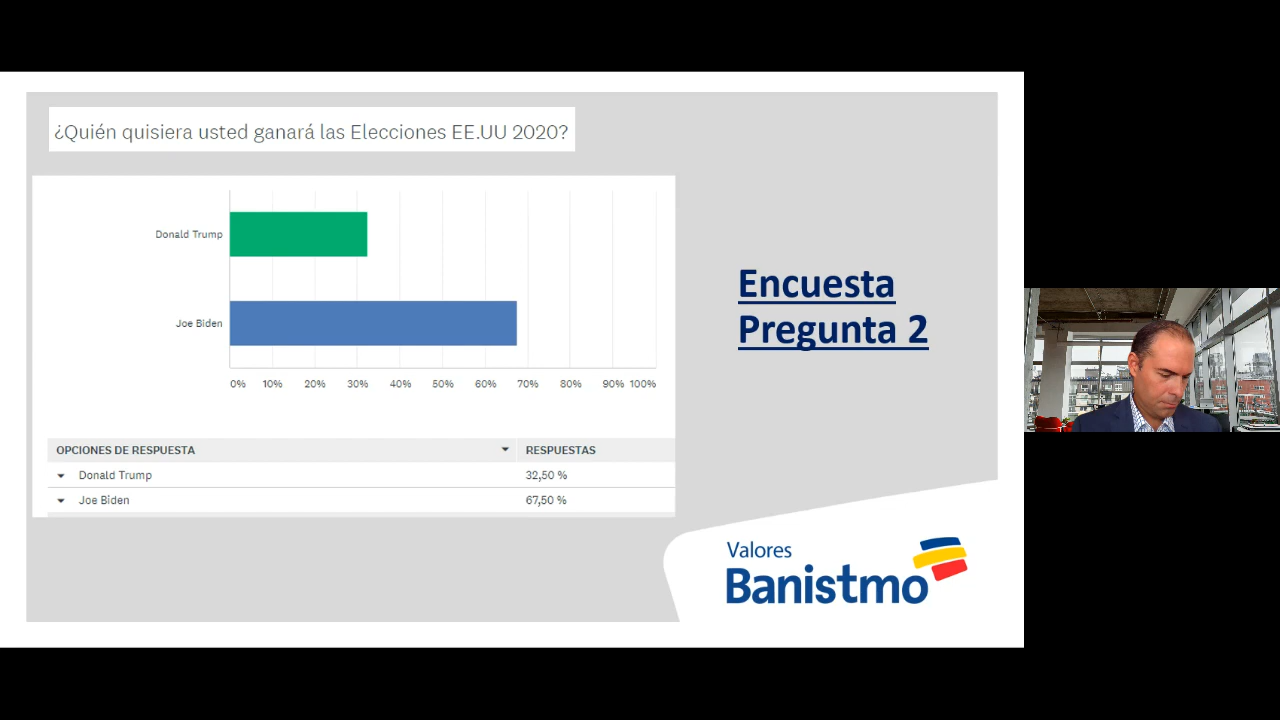 ¿Quién quisiera usted ganará las Elecciones EE.UU 2020?
Donald Trump
Joe Biden
0% 10% 20% 30% 40% 50% 60% 70% 80% 90% 100%
Encuesta
Pregunta 2
OPCIONES DE RESPUESTA RESPUESTAS
Donald Trump 32,50 %
Joe Biden 67,50 %
Valores
Banistmo